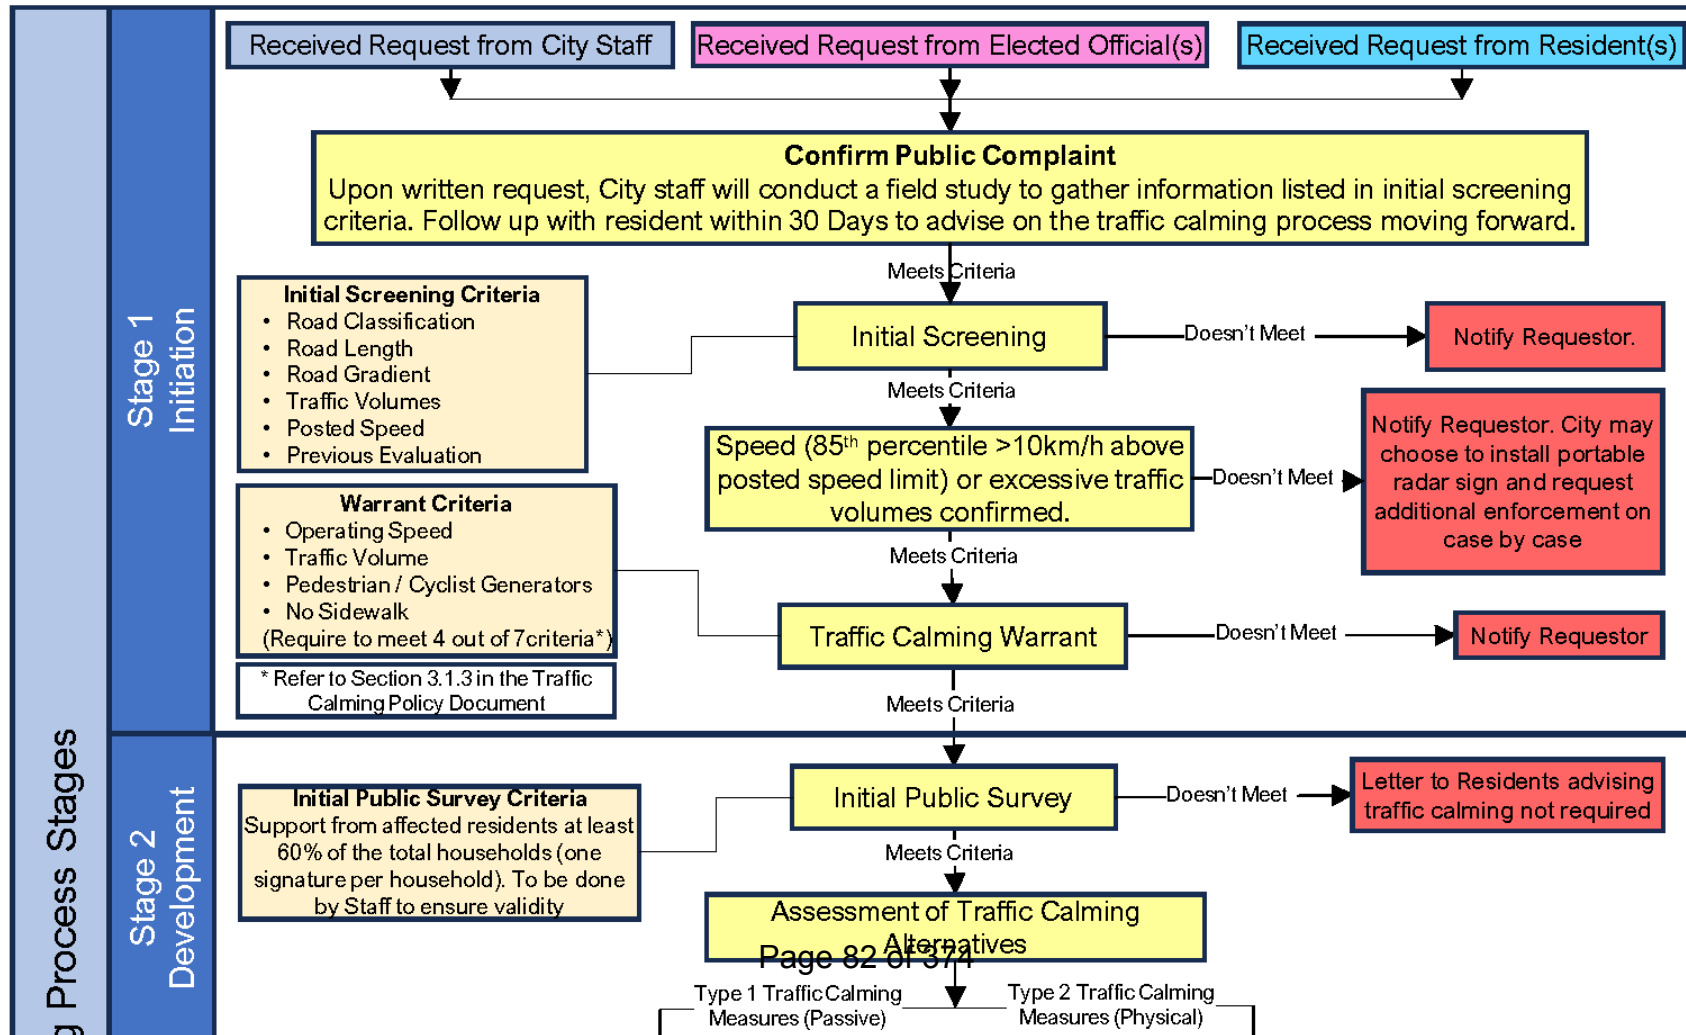 Received Request from City Staff
Received Request from Elected Official(s)
Received Request from Resident(s)
Confirm Public Complaint
Upon written request, City staff will conduct a field study to gather information listed in initial screening
criteria. Follow up with resident within 30 Days to advise on the traffic calming process moving forward.
Meets Criteria
Stage 1
Initiation
Initial Screening Criteria
• Road Classification
• Road Length
• Road Gradient
• Traffic Volumes
• Posted Speed
• Previous Evaluation
Initial Screening
Doesn't Meet
Notify Requestor.
Meets Criteria
Speed (85th percentile >10km/h above
posted speed limit) or excessive traffic
volumes confirmed.
Doesn't Meet
Notify Requestor. City may
choose to install portable
radar sign and request
additional enforcement on
case by case
Meets Criteria
Warrant Criteria
• Operating Speed
• Traffic Volume
• Pedestrian / Cyclist Generators
• No Sidewalk
(Require to meet 4 out of 7criteria*)
* Refer to Section 3.1.3 in the Traffic
Calming Policy Document
Traffic Calming Warrant
Doesn't Meet
Notify Requestor
Meets Criteria
g Process Stages
Stage 2
Development
Initial Public Survey Criteria
Support from affected residents at least
60% of the total households (one
signature per household). To be done
by Staff to ensure validity
Initial Public Survey
Doesn't Meet
Letter to Residents advising
traffic calming not required
Meets Criteria
Assessment of Traffic Calming
Alternatives
Page 82 of 374
Type 1 Traffic Calming
Measures (Passive)
Type 2 Traffic Calming
Measures (Physical)